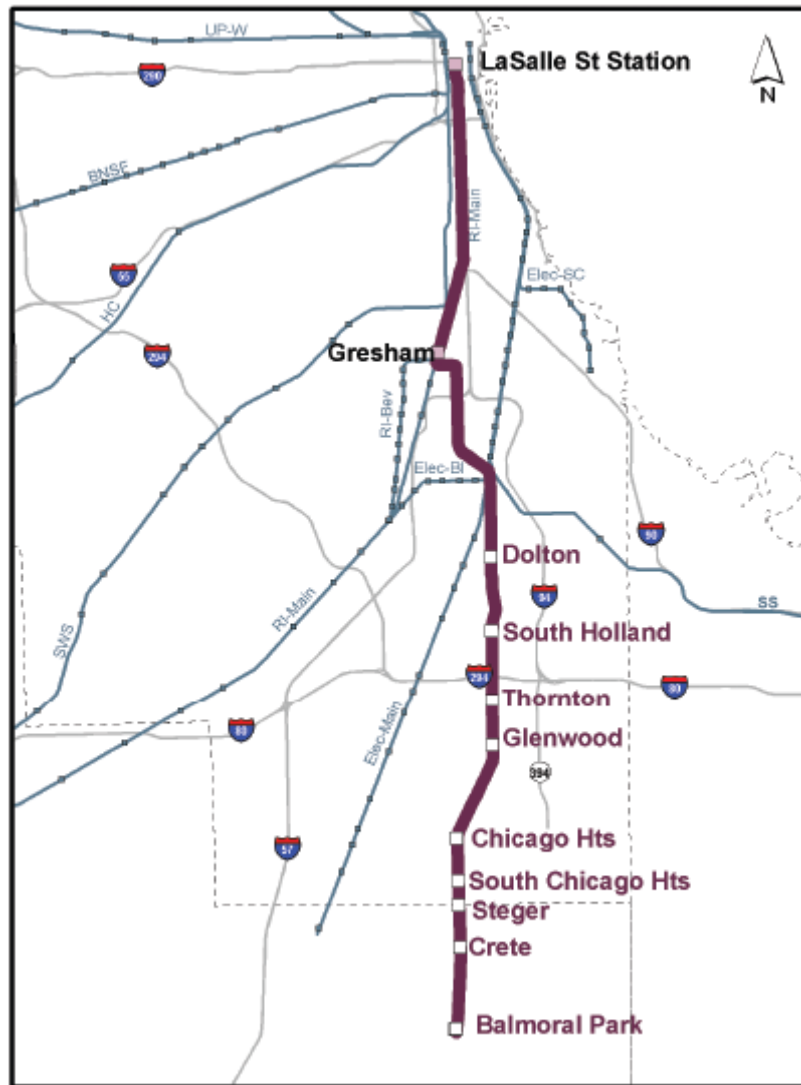 UP-W
LaSalle St Station
290
N
BNSF
RI-Main
55
Elec-SC
HC
294
Gresham
RI-Bev
Elec-BI
90
Dolton
94
SS
RI-Main
South Holland
SWS
294
80
Thornton
Elec-Main
80
Glenwood
394
Chicago Hts
57
South Chicago Hts
Steger
Crete
Balmoral Park